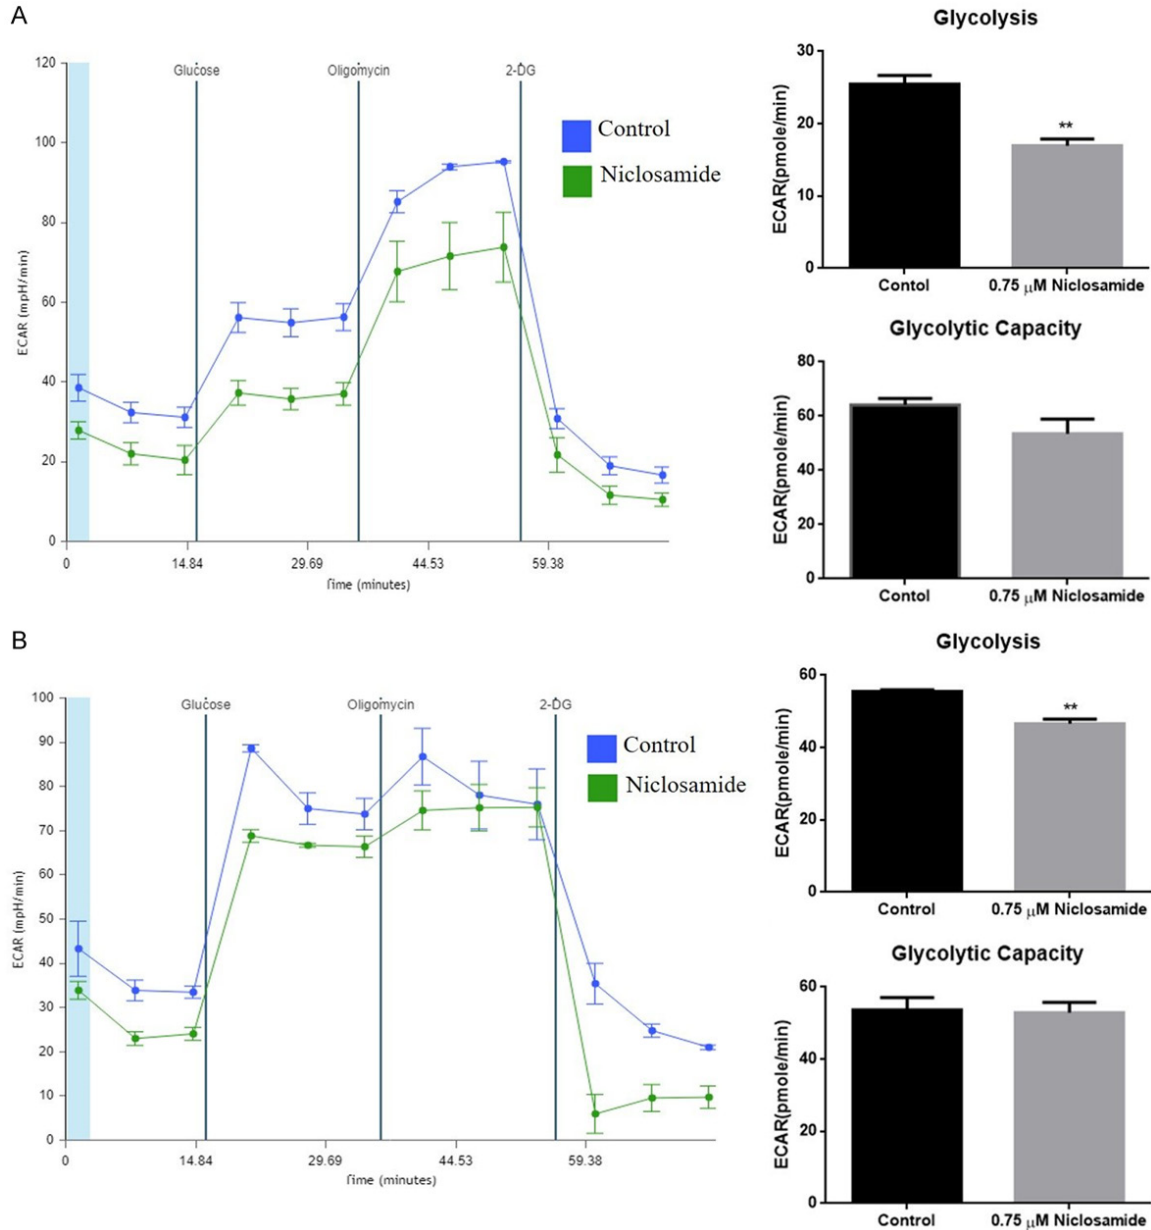 A
120
100
80
60
40
20
0
ECAR (mpH/min)
Glucose
Oligomycin
2-DG
Control
Niclosamide
0 14.84 29.69 44.53 59.38
Time (minutes)
Glycolysis
30
20
10
0
ECAR(pmole/min)
**
Contol 0.75 μM Niclosamide
Glycolytic Capacity
80
60
40
20
0
ECAR(pmole/min)
Contol 0.75 μM Niclosamide
B
100
90
80
70
60
50
40
30
20
10
0
ECAR (mpH/min)
Glucose
Oligomycin
2-DG
Control
Niclosamide
0 14.84 29.69 44.53 59.38
Time (minutes)
Glycolysis
60
40
20
0
ECAR(pmole/min)
**
Control 0.75 μM Niclosamide
Glycolytic Capacity
60
40
20
0
ECAR(pmole/min)
Control 0.75 μM Niclosamide